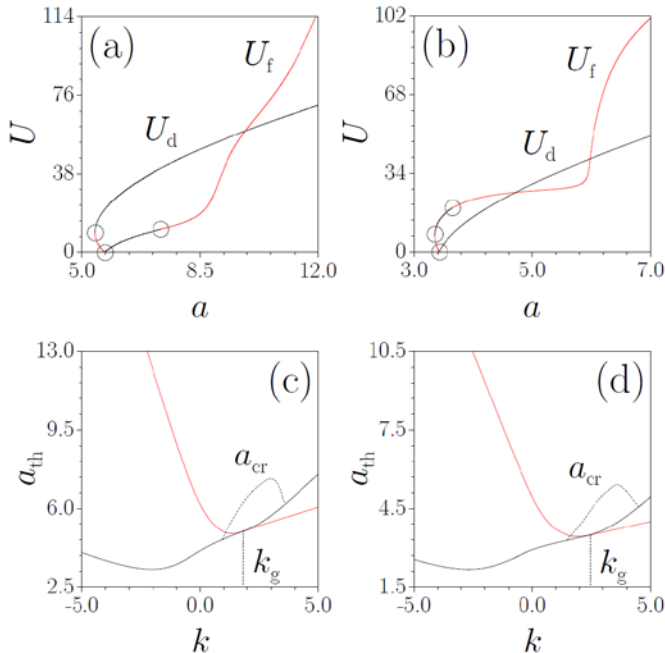 (a)
U_f
U_d
U
114
76
38
0
5.0 8.5 12.0
a
(b)
U_f
U_d
U
102
68
34
0
3.0 5.0 7.0
a
(c)
a_cr
k_g
a_th
13.0
9.5
6.0
2.5
-5.0 0.0 5.0
k
(d)
a_cr
k_g
a_th
10.5
7.5
4.5
1.5
-5.0 0.0 5.0
k